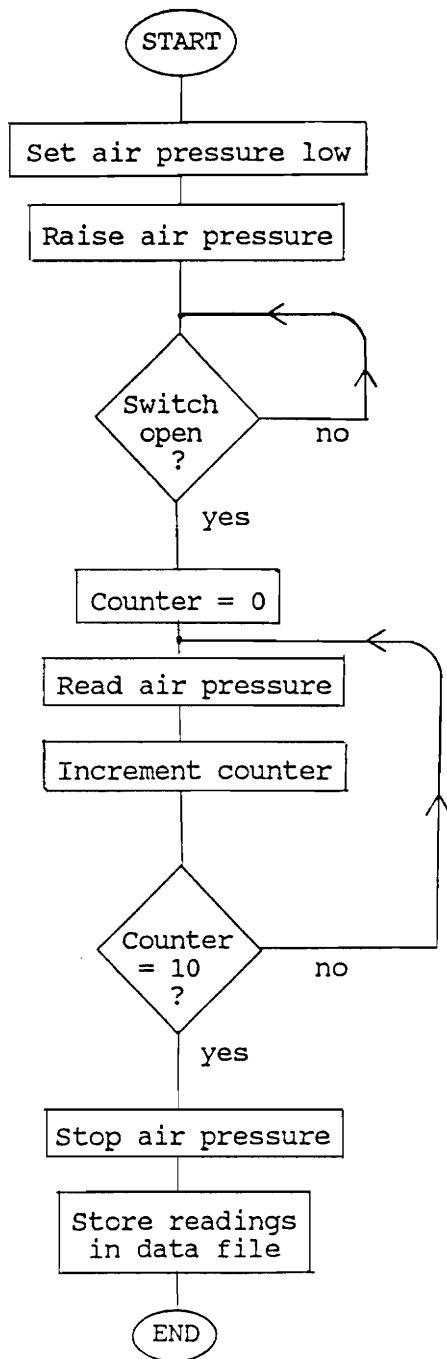 START
Set air pressure low
Raise air pressure
Switch
open
?
no
yes
Counter = 0
Read air pressure
Increment counter
Counter
= 10
?
no
yes
Stop air pressure
Store readings
in data file
END